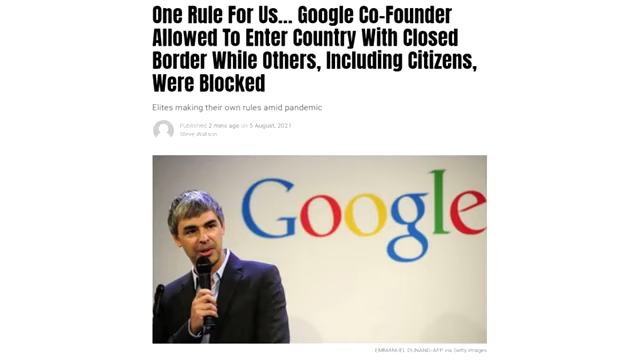 One Rule For Us... Google Co-Founder
Allowed To Enter Country With Closed
Border While Others, Including Citizens,
Were Blocked
Elites making their own rules amid pandemic
Published 2 mins ago on 5 August, 2021
Steve Watson
Google
EMMANUEL DUNAND/AFP via Getty Images